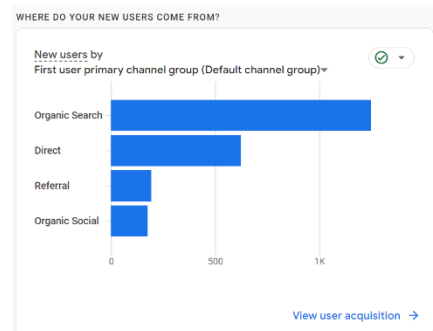 WHERE DO YOUR NEW USERS COME FROM?
New users by
First user primary channel group (Default channel group)
Organic Search
Direct
Referral
Organic Social
0 500 1K
View user acquisition →